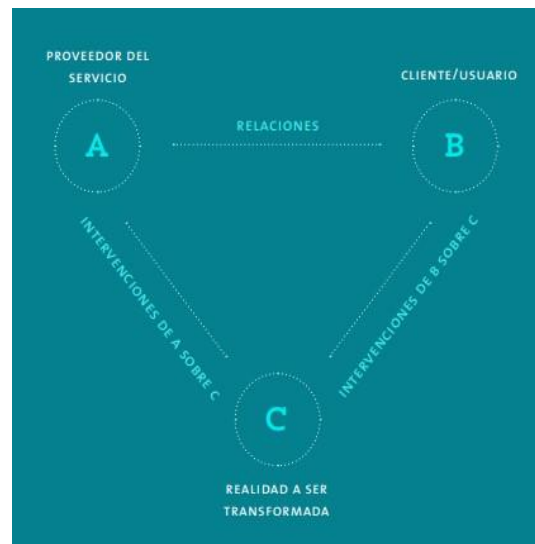 PROVEEDOR DEL
SERVICIO
CLIENTE/USUARIO
A
RELACIONES
B
INTERVENCIONES DE A SOBRE C
INTERVENCIONES DE B SOBRE C
C
REALIDAD A SER
TRANSFORMADA